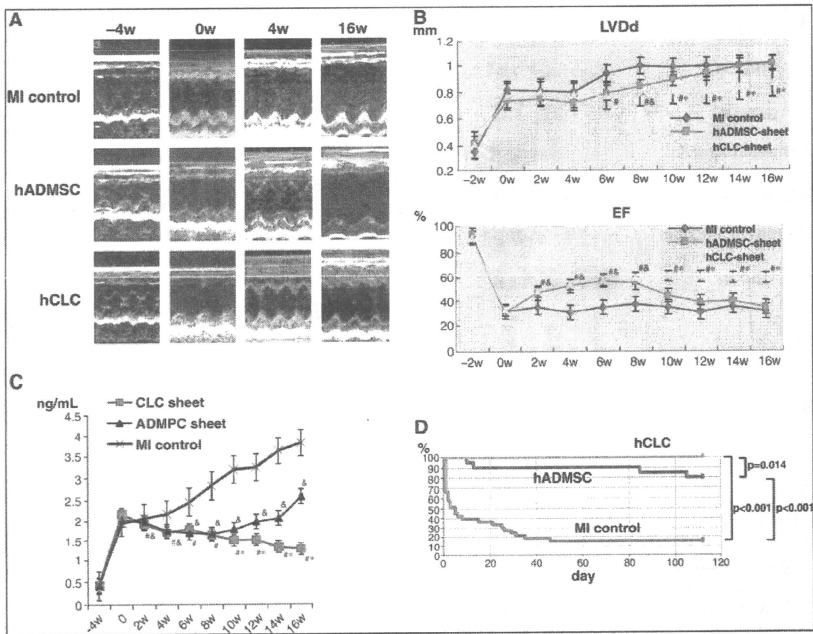 A
−4w 0w 4w 16w
MI control
hADMSC
hCLC
B
mm
LVDd
1.2
1
0.8
0.6
0.4
0.2
# #& #+ #+ #+ #+
MI control
hADMSC-sheet
hCLC-sheet
−2w 0w 2w 4w 6w 8w 10w 12w 14w 16w
%
EF
100
80
60
40
20
0
MI control
hADMSC-sheet
hCLC-sheet
#& #& #& #&
−2w 0w 2w 4w 6w 8w 10w 12w 14w 16w
C
ng/mL
4.5
4
3.5
3
2.5
2
1.5
1
0.5
0
CLC sheet
ADMPC sheet
MI control
& & & & & &
#& # #
−4w 0 2w 4w 6w 8w 10w 12w 14w 16w
D
%
hCLC
100
90
80
70
60
50
40
30
20
10
0
hADMSC
MI control
p=0.014
p<0.001 p<0.001
0 20 40 60 80 100 120
day